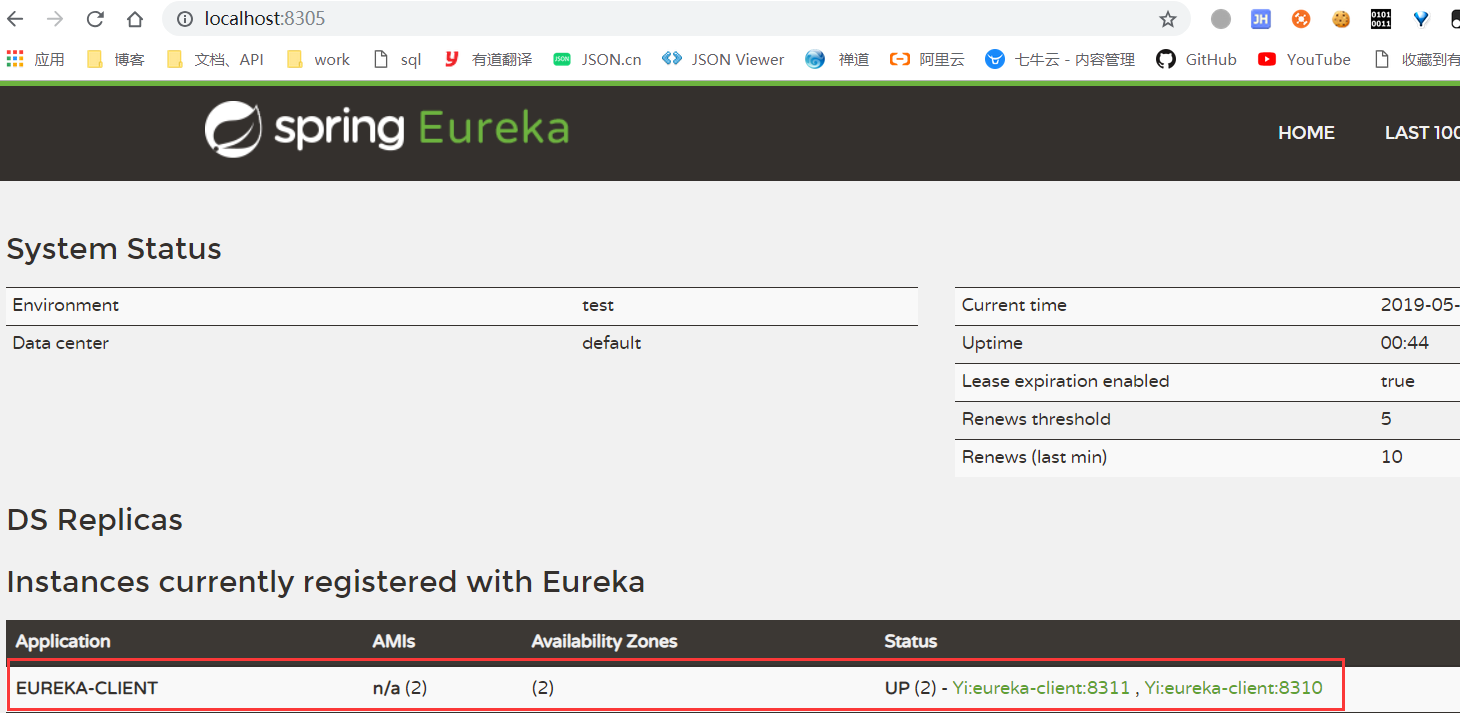 localhost:8305
JH
0101
0011
应用 博客 文档、API work sql y 有道翻译 JSON JSON.cn JSON Viewer 禅道 阿里云 七牛云 - 内容管理 GitHub YouTube 收藏到有
spring Eureka
HOME LAST 100
System Status
Environment test
Data center default
Current time 2019-05-
Uptime 00:44
Lease expiration enabled true
Renews threshold 5
Renews (last min) 10
DS Replicas
Instances currently registered with Eureka
Application AMIs Availability Zones Status
EUREKA-CLIENT n/a (2) (2) UP (2) - Yi:eureka-client:8311 , Yi:eureka-client:8310